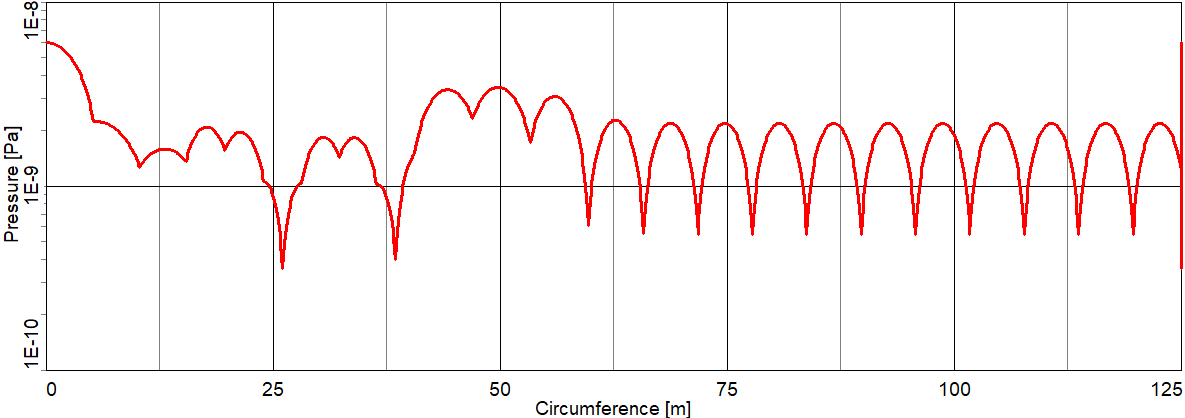 1E-8
1E-9
1E-10
Pressure [Pa]
0 25 50 75 100 125
Circumference [m]